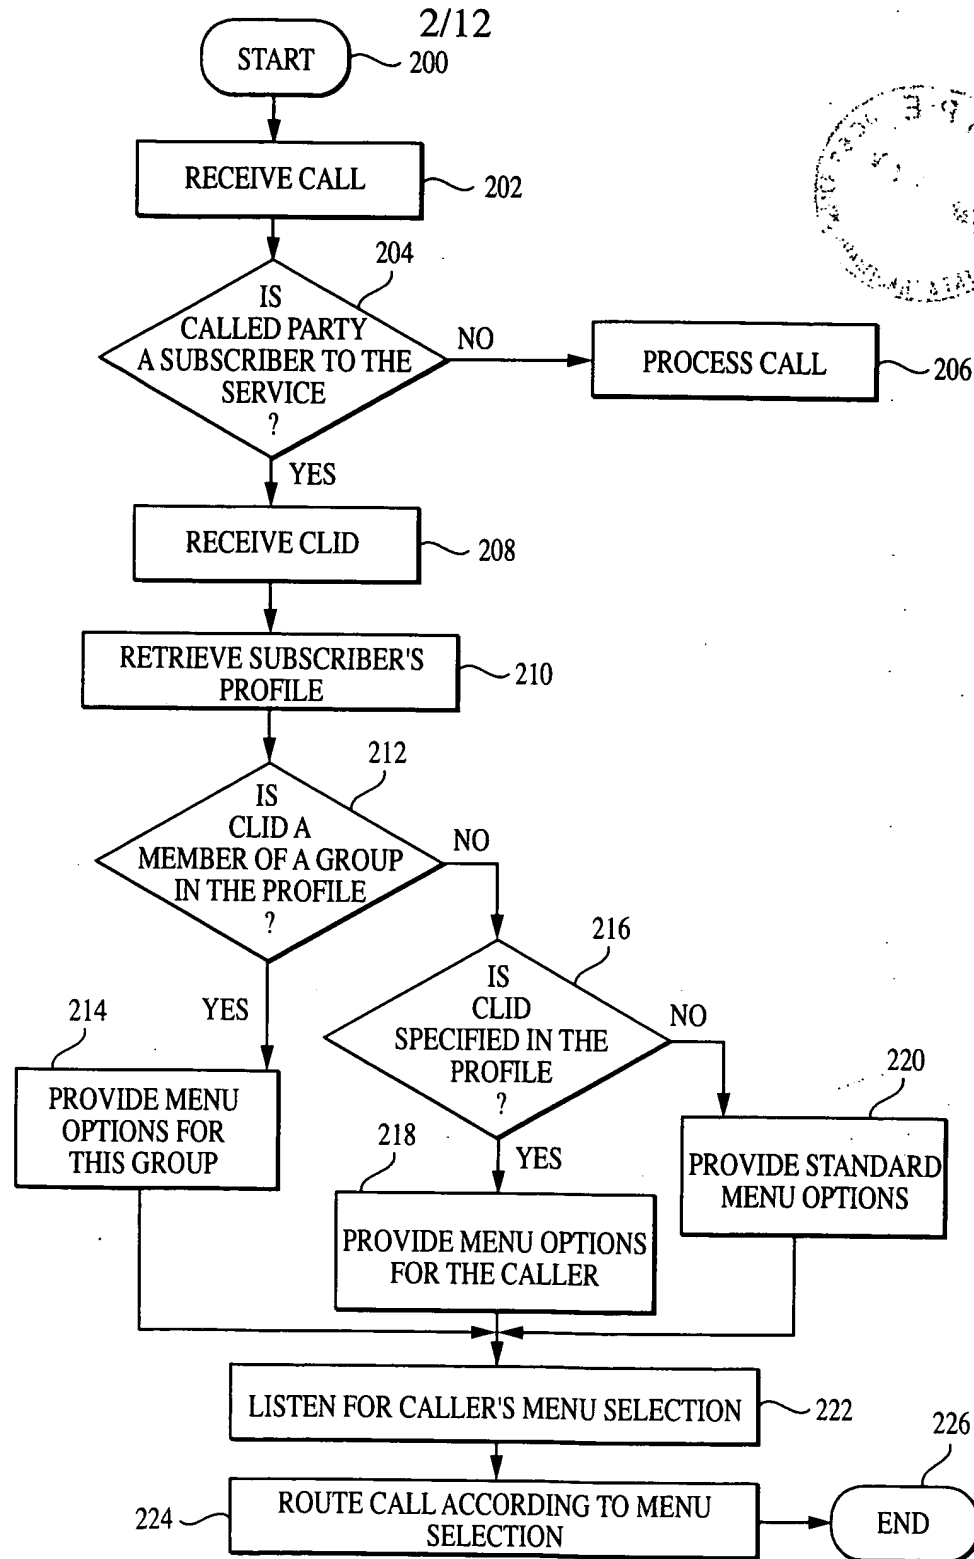 2/12
START
200
RECEIVE CALL
202
204
IS
CALLED PARTY
A SUBSCRIBER TO THE
SERVICE
?
NO
PROCESS CALL
206
YES
RECEIVE CLID
208
RETRIEVE SUBSCRIBER'S
PROFILE
210
212
IS
CLID A
MEMBER OF A GROUP
IN THE PROFILE
?
NO
YES
214
PROVIDE MENU
OPTIONS FOR
THIS GROUP
216
IS
CLID
SPECIFIED IN THE
PROFILE
?
NO
YES
218
PROVIDE MENU OPTIONS
FOR THE CALLER
220
PROVIDE STANDARD
MENU OPTIONS
LISTEN FOR CALLER'S MENU SELECTION
222
224
ROUTE CALL ACCORDING TO MENU
SELECTION
226
END